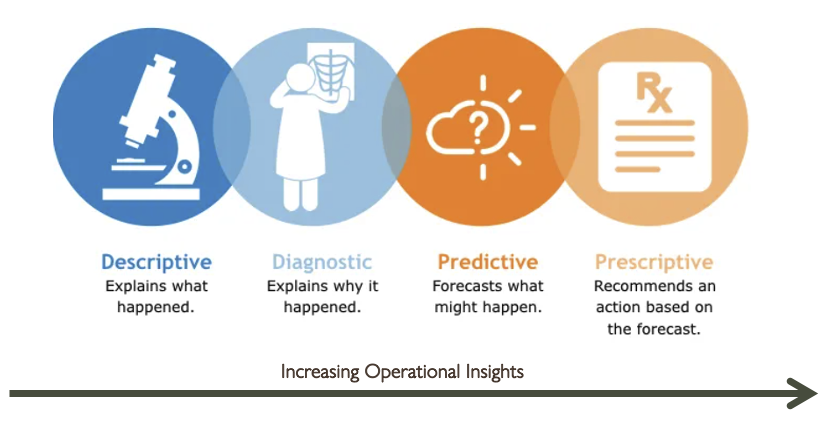 ?
Rx
Descriptive
Explains what
happened.
Diagnostic
Explains why it
happened.
Predictive
Forecasts what
might happen.
Prescriptive
Recommends an
action based on
the forecast.
Increasing Operational Insights